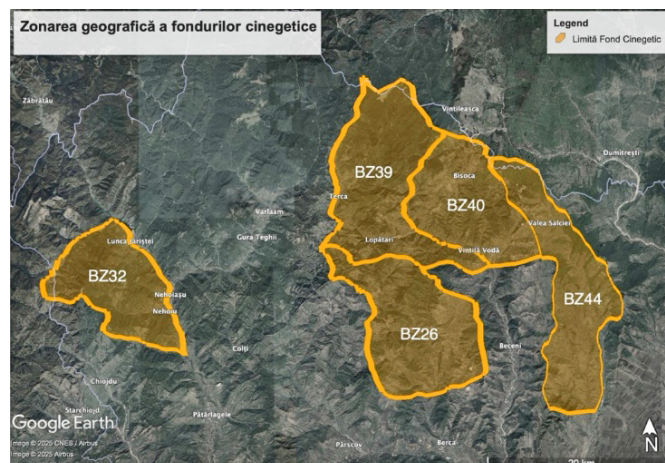 Zonarea geografică a fondurilor cinegetice
Legend
Limită Fond Cinegetic
Zăbrătău
Vintileasca
Dumitrești
BZ39
Bisoca
Terca
BZ40
Varlaam
Valea Salciei
Gura Teghii
Lunca Jariștei
Lopătari
Vintilă Vodă
BZ32
Nehoiașu
BZ44
Nehoiu
BZ26
Beceni
Colți
Chiojdu
Starchiojd
Pătârlagele
Google Earth
Image © 2025 CNES / Airbus
Image © 2025 Airbus
Pârscov
Berca
N